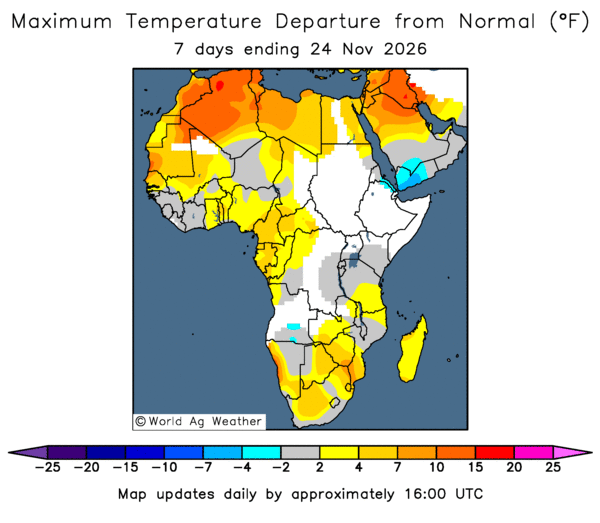 Maximum Temperature Departure from Normal (°F)
7 days ending 24 Nov 2026
© World Ag Weather
−25 −20 −15 −10 −7 −4 −2 2 4 7 10 15 20 25
Map updates daily by approximately 16:00 UTC